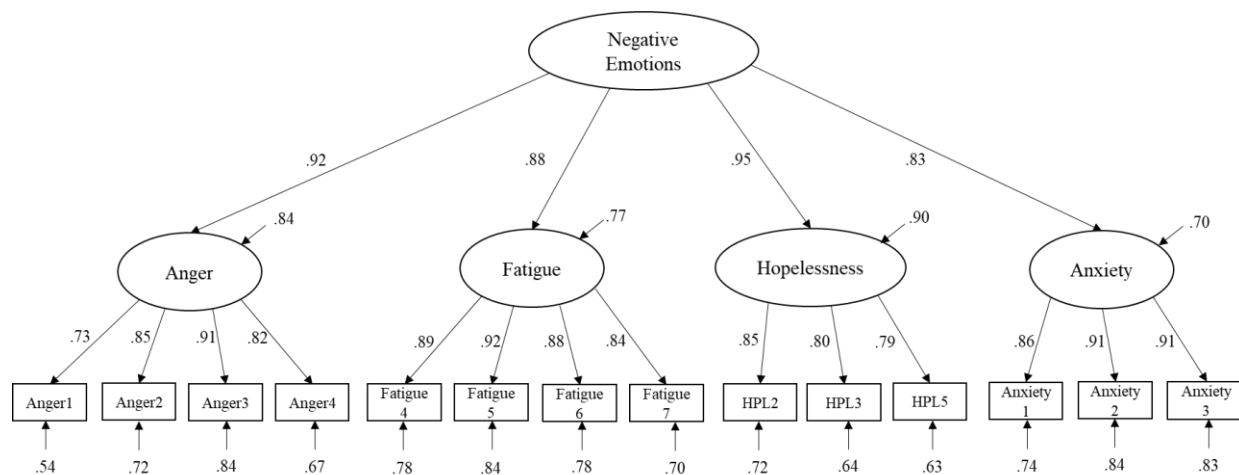 Negative
Emotions
.92
.88
.95
.83
.84
.77
.90
.70
Anger
Fatigue
Hopelessness
Anxiety
.73
.85
.91
.82
.89
.92
.88
.84
.85
.80
.79
.86
.91
.91
Anger1
Anger2
Anger3
Anger4
Fatigue
4
Fatigue
5
Fatigue
6
Fatigue
7
HPL2
HPL3
HPL5
Anxiety
1
Anxiety
2
Anxiety
3
.54
.72
.84
.67
.78
.84
.78
.70
.72
.64
.63
.74
.84
.83